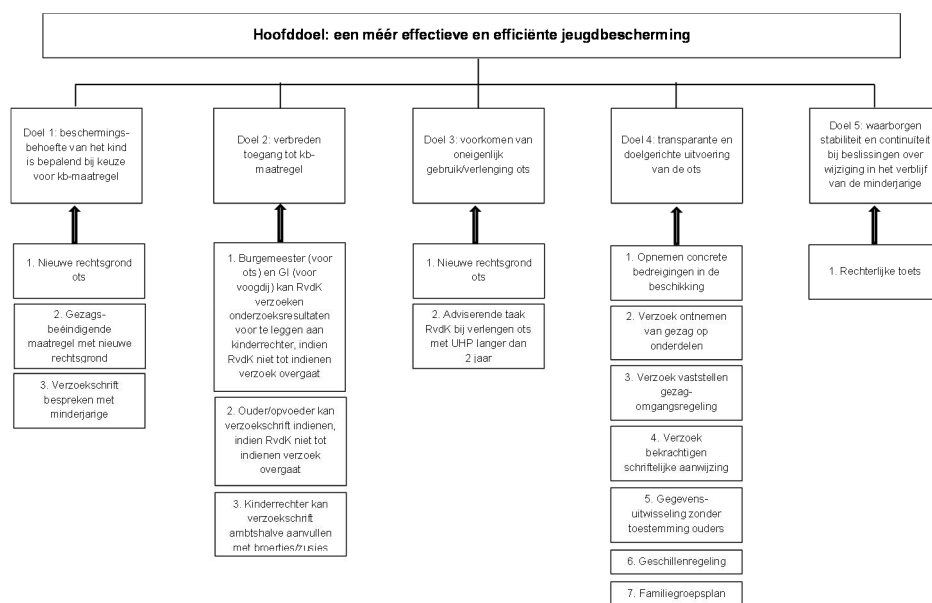 Hoofddoel: een méér effectieve en efficiënte jeugdbescherming
Doel 1: beschermings-
behoefte van het kind
is bepalend bij keuze
voor kb-maatregel
Doel 2: verbreden
toegang tot kb-
maatregel
Doel 3: voorkomen van
oneigenlijk
gebruik/verlenging ots
Doel 4: transparante en
doelgerichte uitvoering
van de ots
Doel 5: waarborgen
stabiliteit en continuïteit
bij beslissingen over
wijziging in het verblijf
van de minderjarige
1. Nieuwe rechtsgrond
ots
2. Gezags-
beëindigende
maatregel met nieuwe
rechtsgrond
3. Verzoekschrift
bespreken met
minderjarige
1. Burgemeester (voor
ots) en GI (voor
voogdij) kan RvdK
verzoeken
onderzoeksresultaten
voor te leggen aan
kinderrechter, indien
RvdK niet tot indienen
verzoek overgaat
2. Ouder/opvoeder kan
verzoekschrift indienen,
indien RvdK niet tot
indienen verzoek
overgaat
3. Kinderrechter kan
verzoekschrift
ambtshalve aanvullen
met broertjes/zusjes
1. Nieuwe rechtsgrond
ots
2. Adviserende taak
RvdK bij verlengen ots
met UHP langer dan
2 jaar
1. Opnemen concrete
bedreigingen in de
beschikking
2. Verzoek ontnemen
van gezag op
onderdelen
3. Verzoek vaststellen
gezag-
omgangsregeling
4. Verzoek
bekrachtigen
schriftelijke aanwijzing
5. Gegevens-
uitwisseling zonder
toestemming ouders
6. Geschillenregeling
7. Familiegroepsplan
1. Rechterlijke toets